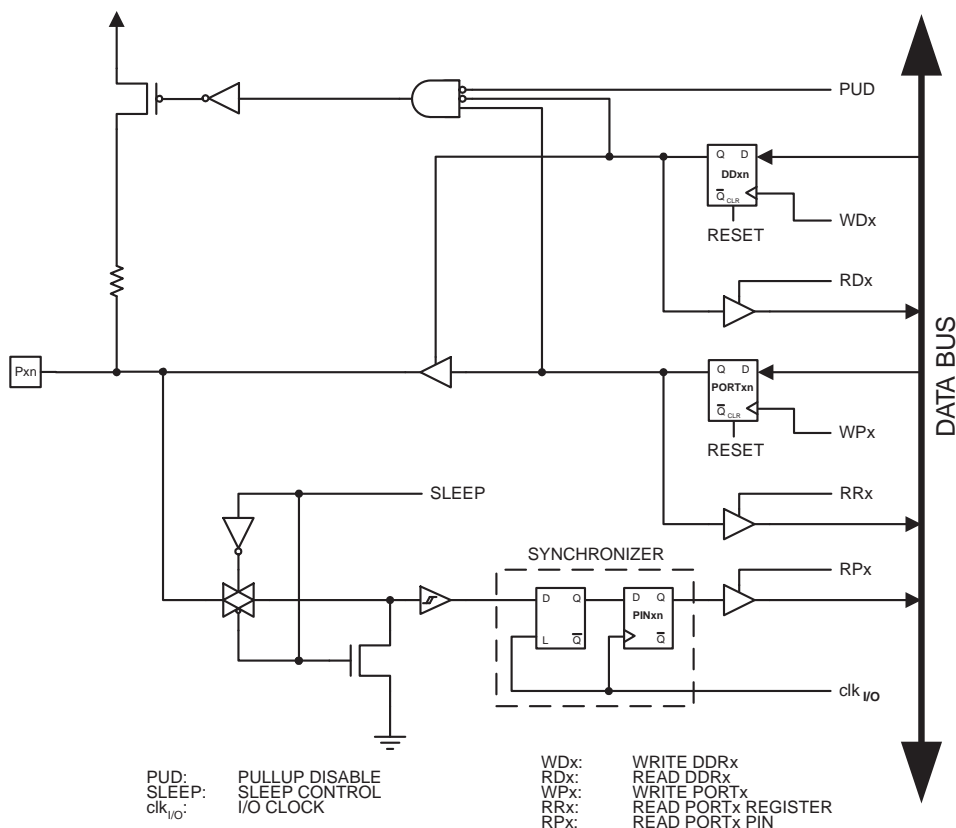 PUD
Q D
DDxn
Q CLR
WDx
RESET
RDx
Pxn
Q D
PORTxn
Q CLR
WPx
RESET
DATA BUS
SLEEP
RRx
SYNCHRONIZER
RPx
D Q
L Q
D Q
PINxn
Q
clk I/O
PUD: PULLUP DISABLE
SLEEP: SLEEP CONTROL
clkI/O: I/O CLOCK
WDx: WRITE DDRx
RDx: READ DDRx
WPx: WRITE PORTx
RRx: READ PORTx REGISTER
RPx: READ PORTx PIN